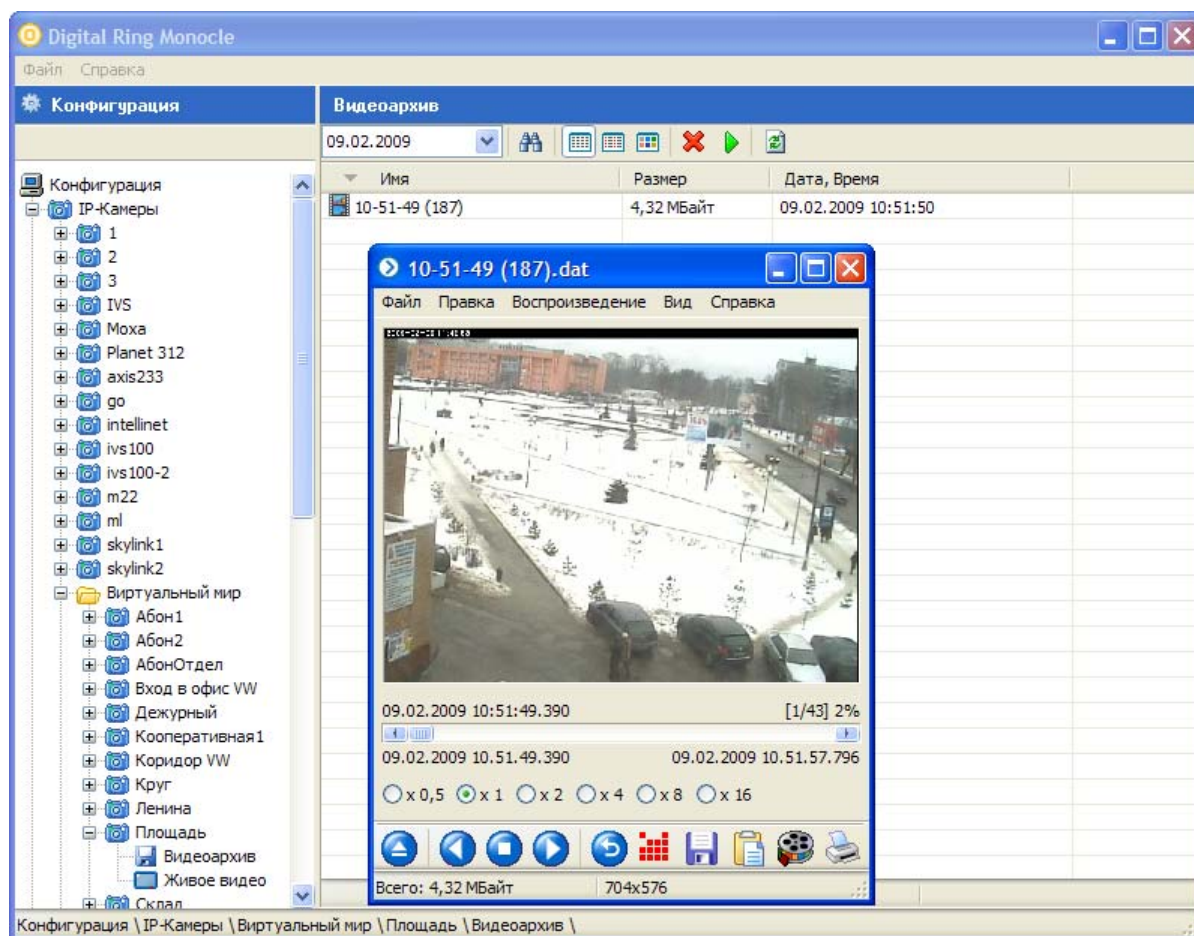 Digital Ring Monocle
Файл Справка
Конфигурация
Видеоархив
09.02.2009
Имя Размер Дата, Время
10-51-49 (187) 4,32 МБайт 09.02.2009 10:51:50
Конфигурация
IP-Камеры
1
2
3
IVS
Moxa
Planet 312
axis233
go
intellinet
ivs100
ivs100-2
m22
ml
skylink1
skylink2
Виртуальный мир
Абон1
Абон2
АбонОтдел
Вход в офис VW
Дежурный
Кооперативная1
Коридор VW
Круг
Ленина
Площадь
Видеоархив
Живое видео
Склад
10-51-49 (187).dat
Файл Правка Воспроизведение Вид Справка
09.02.2009 10:51:49.390 [1/43] 2%
09.02.2009 10.51.49.390 09.02.2009 10.51.57.796
x 0,5 x 1 x 2 x 4 x 8 x 16
Всего: 4,32 МБайт 704x576
Конфигурация \ IP-Камеры \ Виртуальный мир \ Площадь \ Видеоархив \